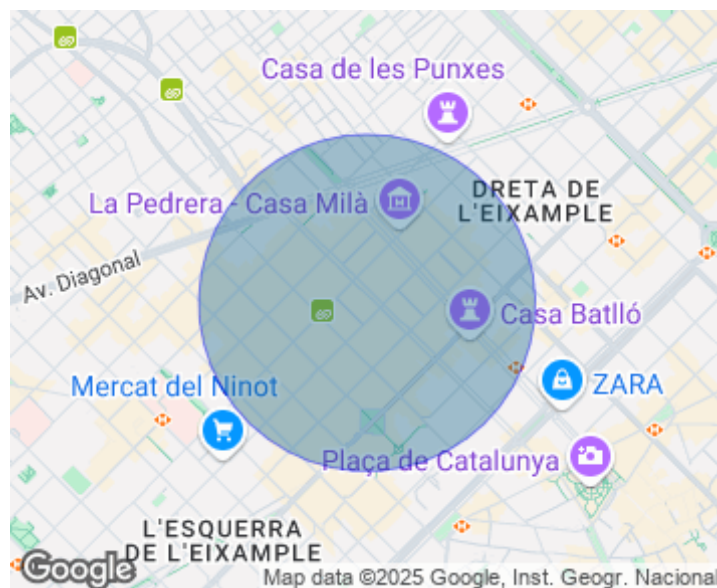 Casa de les Punxes
La Pedrera - Casa Milà
DRETA DE
L'EIXAMPLE
Av. Diagonal
Casa Batlló
Mercat del Ninot
ZARA
Plaça de Catalunya
L'ESQUERRA
DE L'EIXAMPLE
Google
Map data ©2025 Google, Inst. Geogr. Nacional